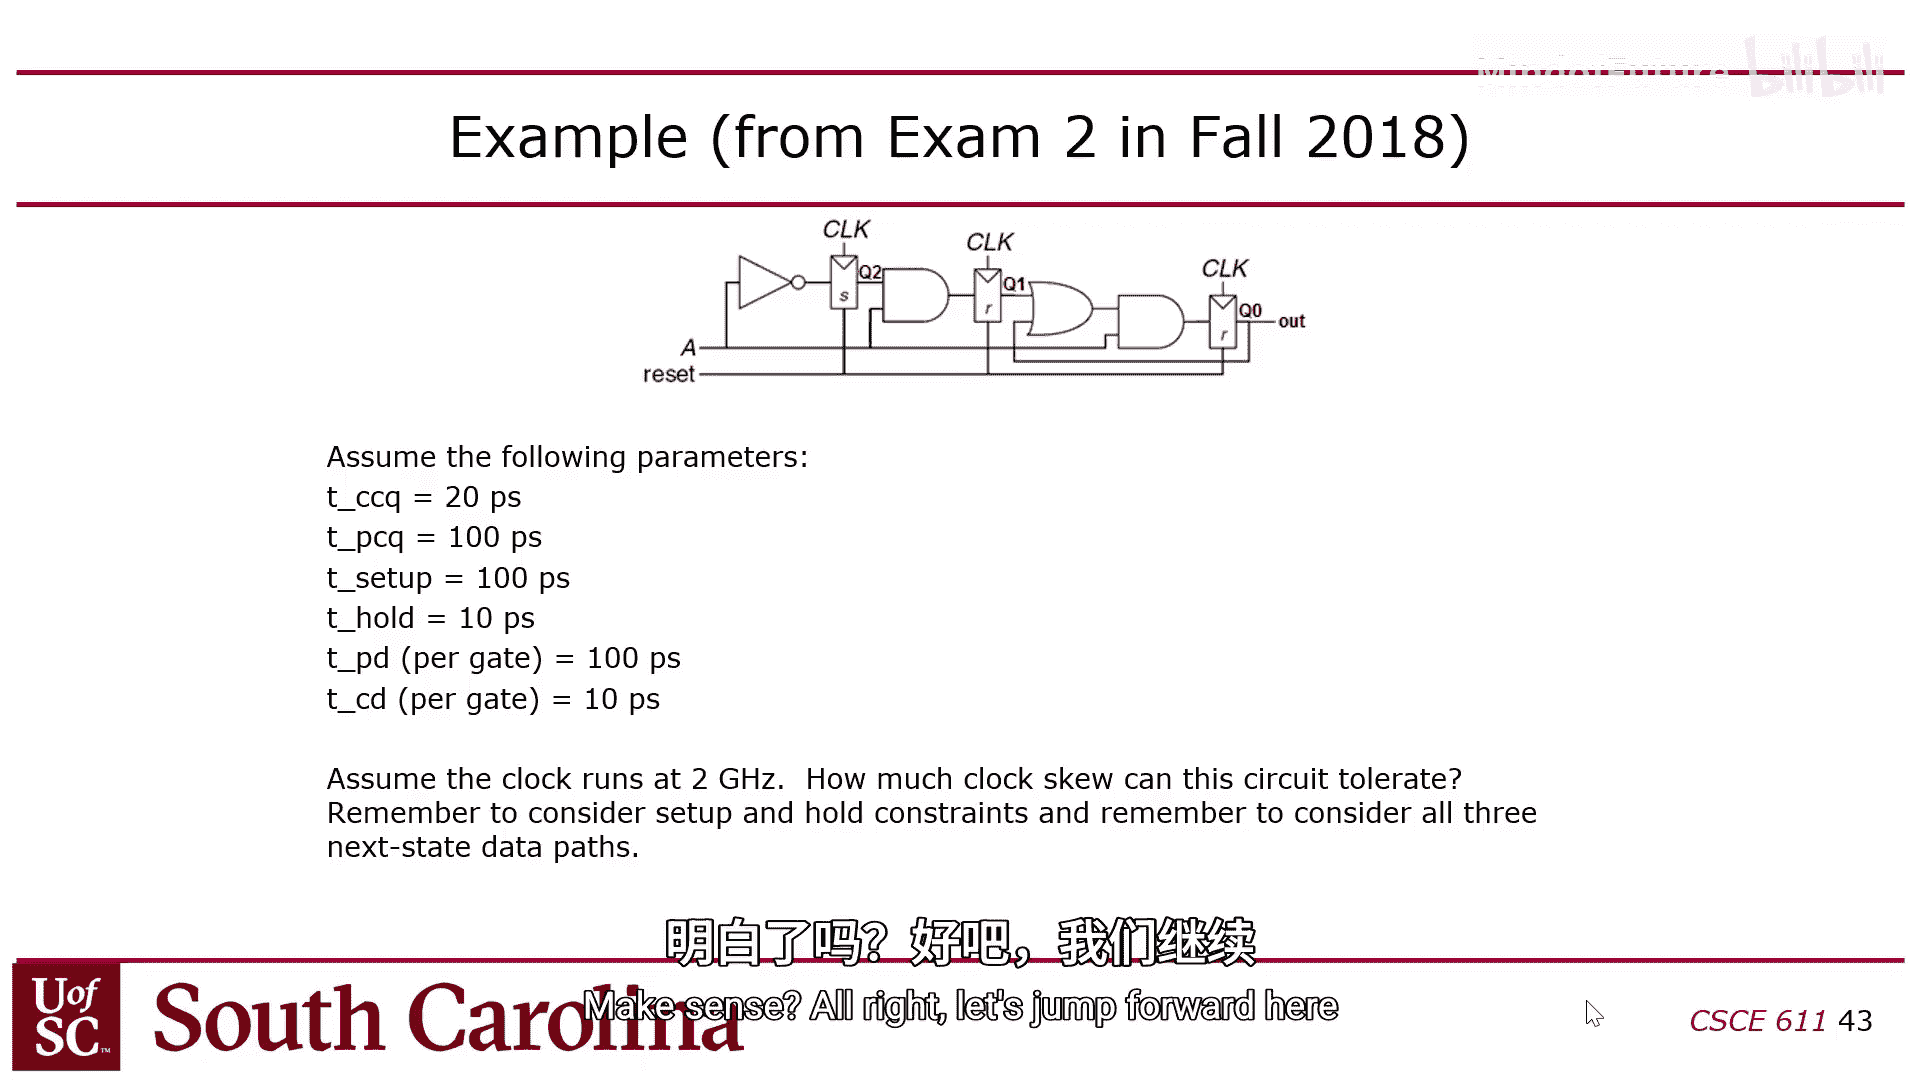 Example (from Exam 2 in Fall 2018)
CLK
CLK
CLK
Q2
Q1
Q0
s
r
r
out
A
reset
Assume the following parameters:
t_ccq = 20 ps
t_pcq = 100 ps
t_setup = 100 ps
t_hold = 10 ps
t_pd (per gate) = 100 ps
t_cd (per gate) = 10 ps
Assume the clock runs at 2 GHz.  How much clock skew can this circuit tolerate?
Remember to consider setup and hold constraints and remember to consider all three
next-state data paths.
明白了吗？好吧，我们继续
Make sense? All right, let's jump forward here
UofSC™
South Carolina
CSCE 611 43
bilibili